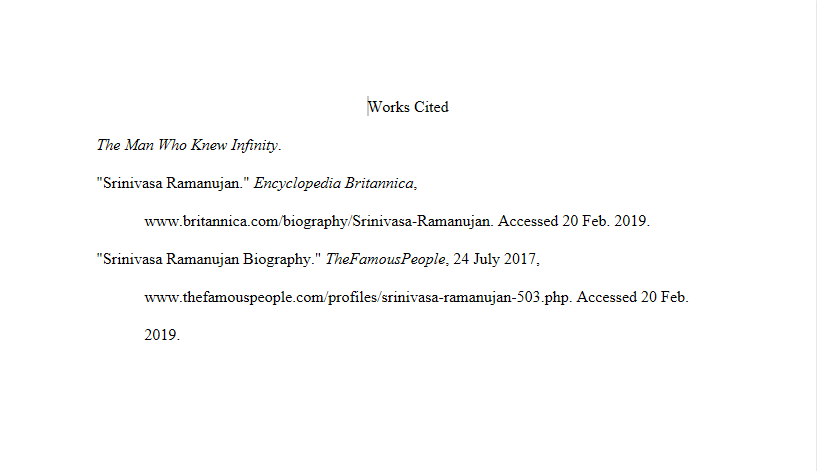 Works Cited
The Man Who Knew Infinity.
"Srinivasa Ramanujan." Encyclopedia Britannica,
www.britannica.com/biography/Srinivasa-Ramanujan. Accessed 20 Feb. 2019.
"Srinivasa Ramanujan Biography." TheFamousPeople, 24 July 2017,
www.thefamouspeople.com/profiles/srinivasa-ramanujan-503.php. Accessed 20 Feb.
2019.